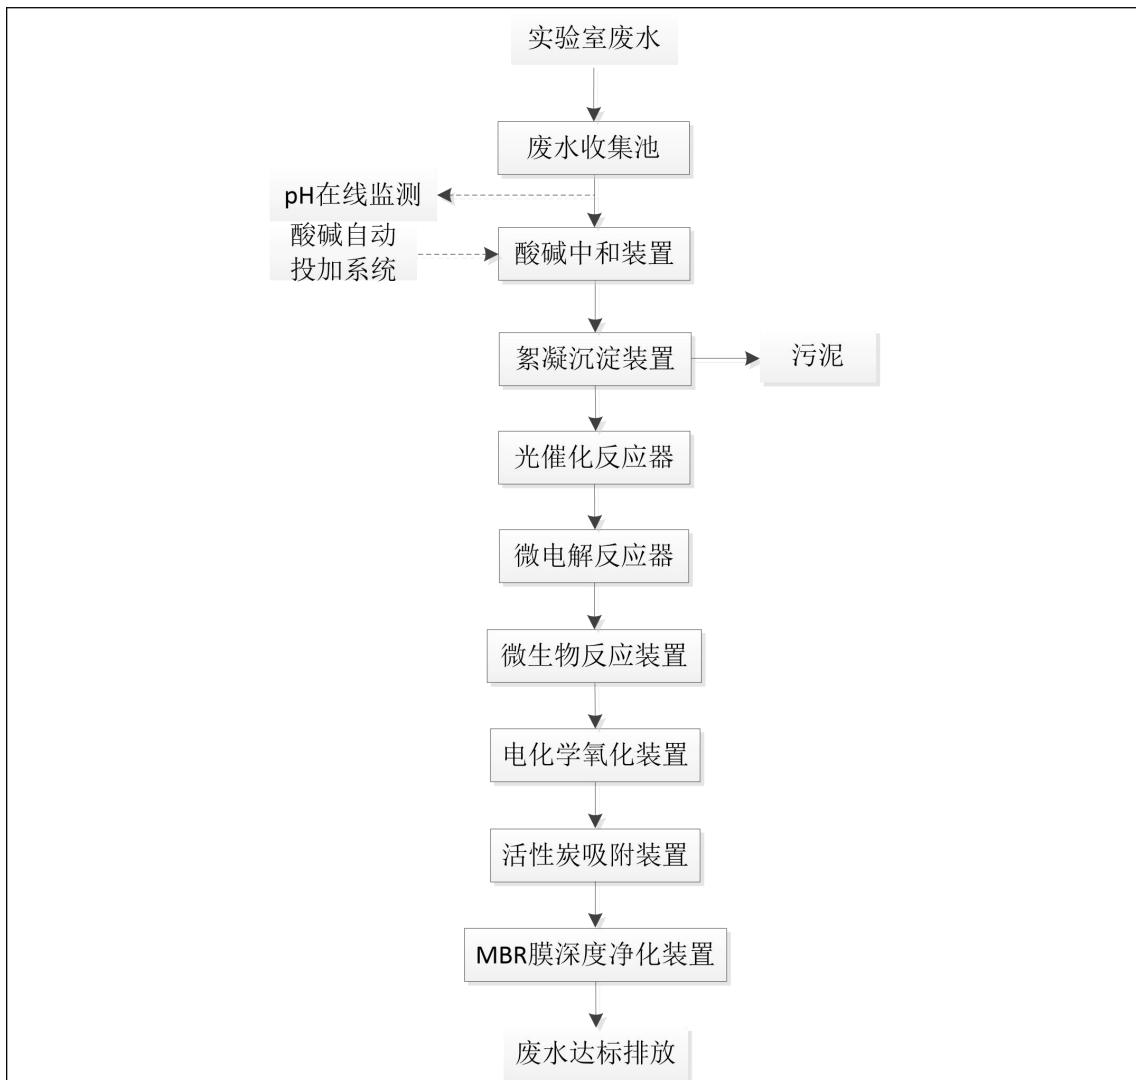 实验室废水
废水收集池
pH在线监测
酸碱自动
投加系统
酸碱中和装置
絮凝沉淀装置
污泥
光催化反应器
微电解反应器
微生物反应装置
电化学氧化装置
活性炭吸附装置
MBR膜深度净化装置
废水达标排放